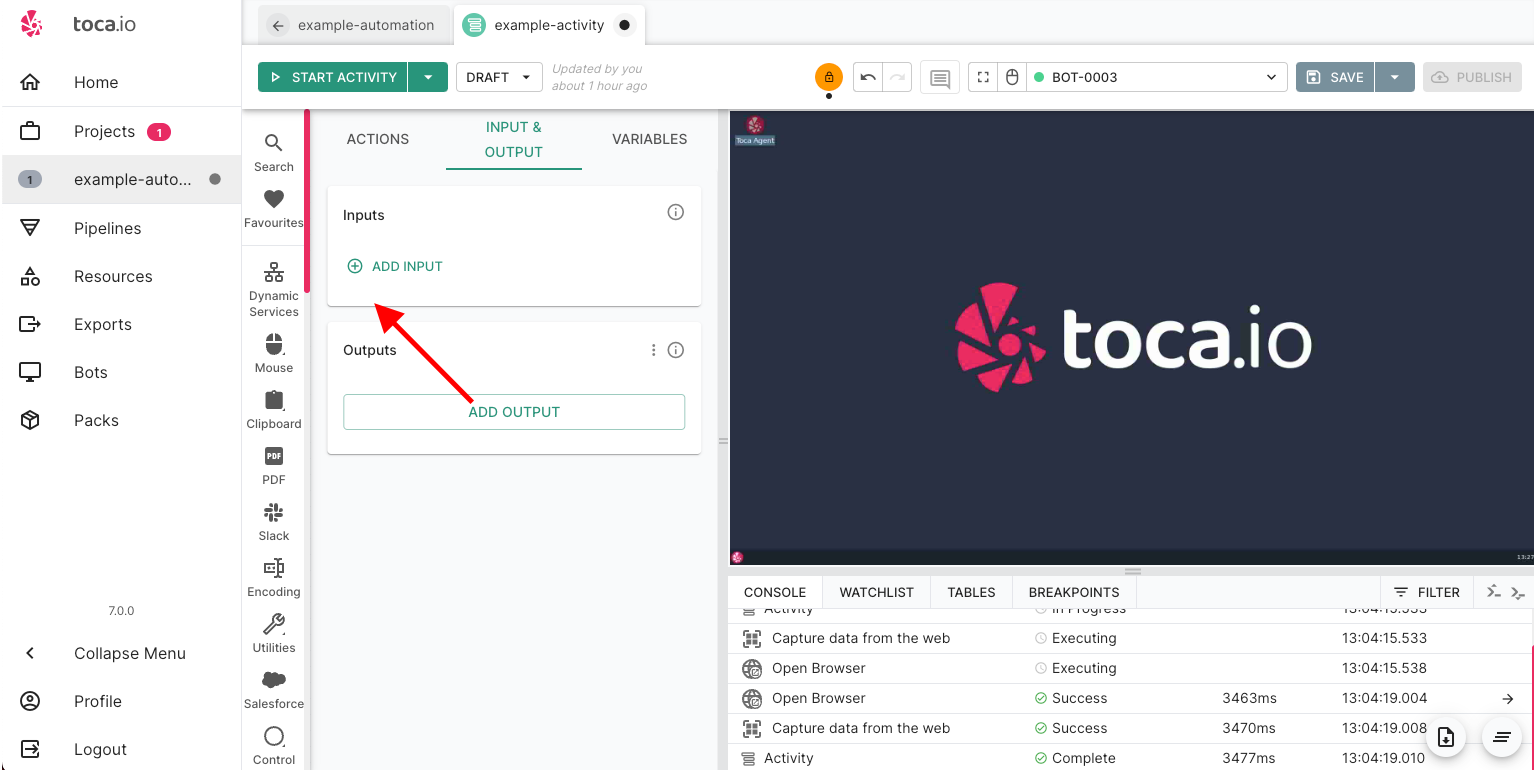 toca.io
Home
Projects 1
1 example-auto...
Pipelines
Resources
Exports
Bots
Packs
7.0.0
Collapse Menu
Profile
Logout
example-automation
example-activity
START ACTIVITY
DRAFT
Updated by you
about 1 hour ago
BOT-0003
SAVE
PUBLISH
Search
Favourites
Dynamic
Services
Mouse
Clipboard
PDF
PDF
Slack
Encoding
Utilities
Salesforce
Control
ACTIONS
INPUT &
OUTPUT
VARIABLES
Inputs
ADD INPUT
Outputs
ADD OUTPUT
Toca Agent
toca.io
13:27
CONSOLE WATCHLIST TABLES BREAKPOINTS FILTER
Activity In Progress 13:04:15.533
Capture data from the web Executing 13:04:15.533
Open Browser Executing 13:04:15.538
Open Browser Success 3463ms 13:04:19.004
Capture data from the web Success 3470ms 13:04:19.008
Activity Complete 3477ms 13:04:19.010